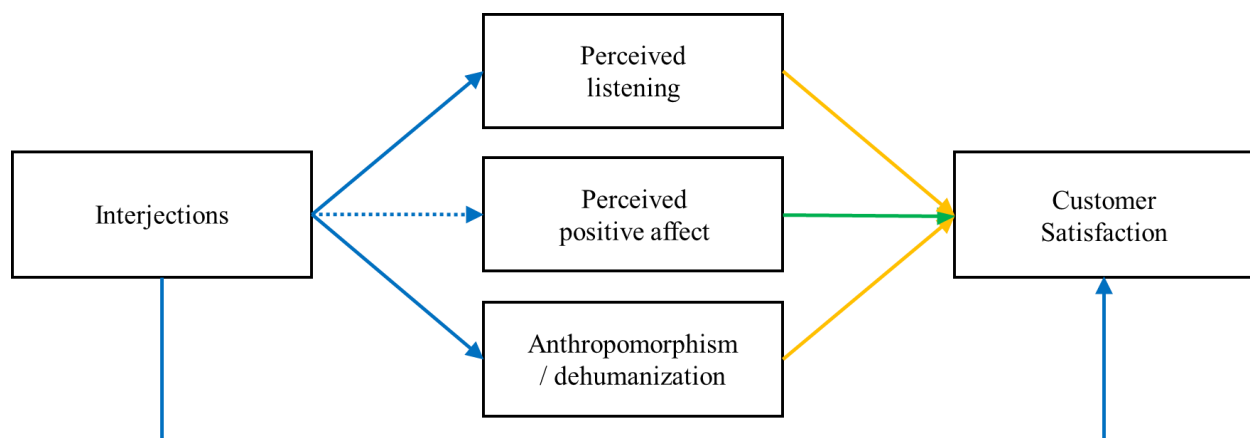 Perceived
listening
Interjections
Perceived
positive affect
Customer
Satisfaction
Anthropomorphism
/ dehumanization